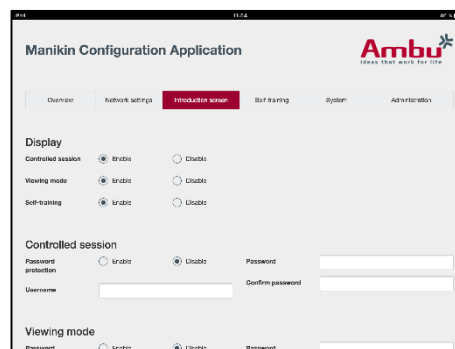 iPad 11:04
Manikin Configuration Application
Ambu
Ideas that work for life
Overview Network settings Introduction screen Self-training System Administration
Display
Controlled session Enable Disable
Viewing mode Enable Disable
Self-training Enable Disable
Controlled session
Password protection Enable Disable Password
Username Confirm password
Viewing mode
Password Enable Disable Password